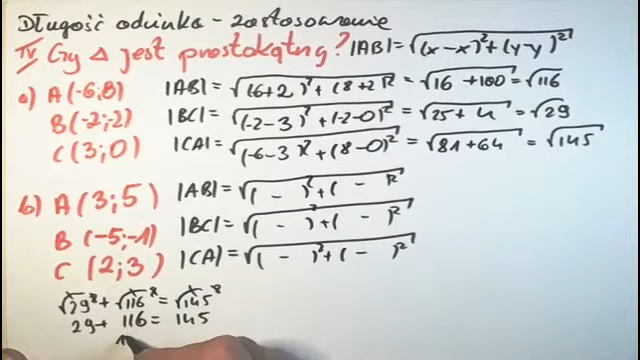 Długość odcinka - zastosowanie
IV Czy △ jest prostokątny? |AB|=√(x-x)²+(y-y)²
a) A(-6;8) |AB|=√(6+2)²+(8+2)² = √16+100 = √116
B(-2;-2) |BC|=√(-2-3)²+(-2-0)² = √25+4 = √29
C(3;0) |CA|=√(-6-3)²+(8-0)² = √81+64 = √145
b) A(3;5) |AB|=√( - )²+( - )²
B(-5;-1) |BC|=√( - )²+( - )²
C(2;3) |CA|=√( - )²+( - )²
√29² + √116² = √145²
29+ 116= 145